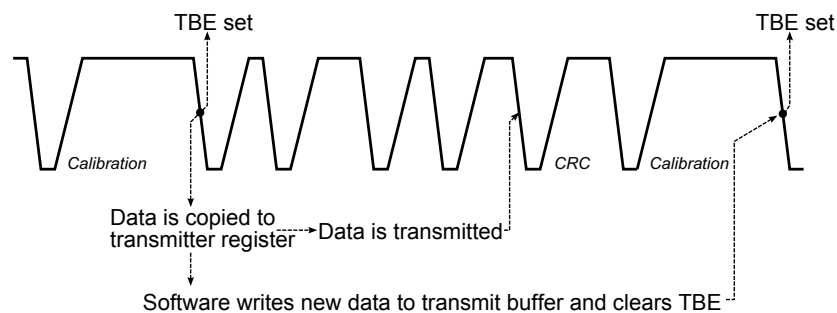 TBE set
TBE set
Calibration
CRC
Calibration
Data is copied to
transmitter register
Data is transmitted
Software writes new data to transmit buffer and clears TBE